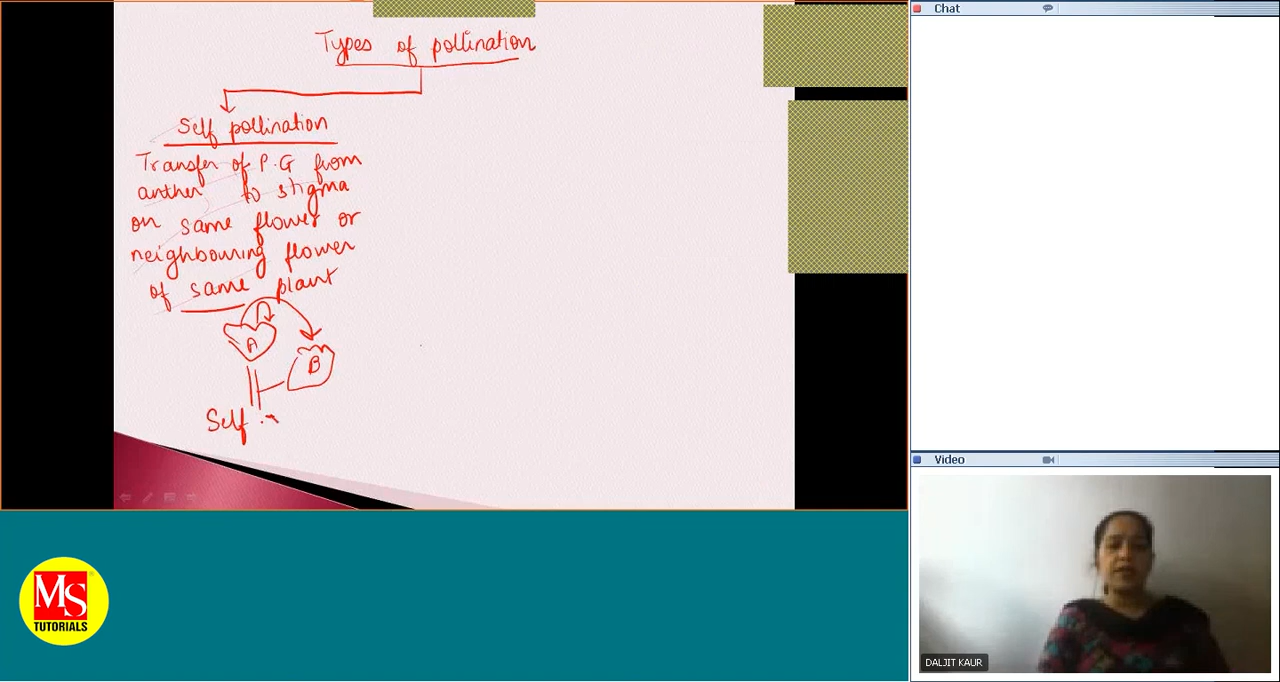 Types of pollination
Self pollination
Transfer of P.G from
anther to stigma
on same flower or
neighbouring flower
of same plant
A
B
Self
Chat
Video
DALJIT KAUR
MS
TUTORIALS